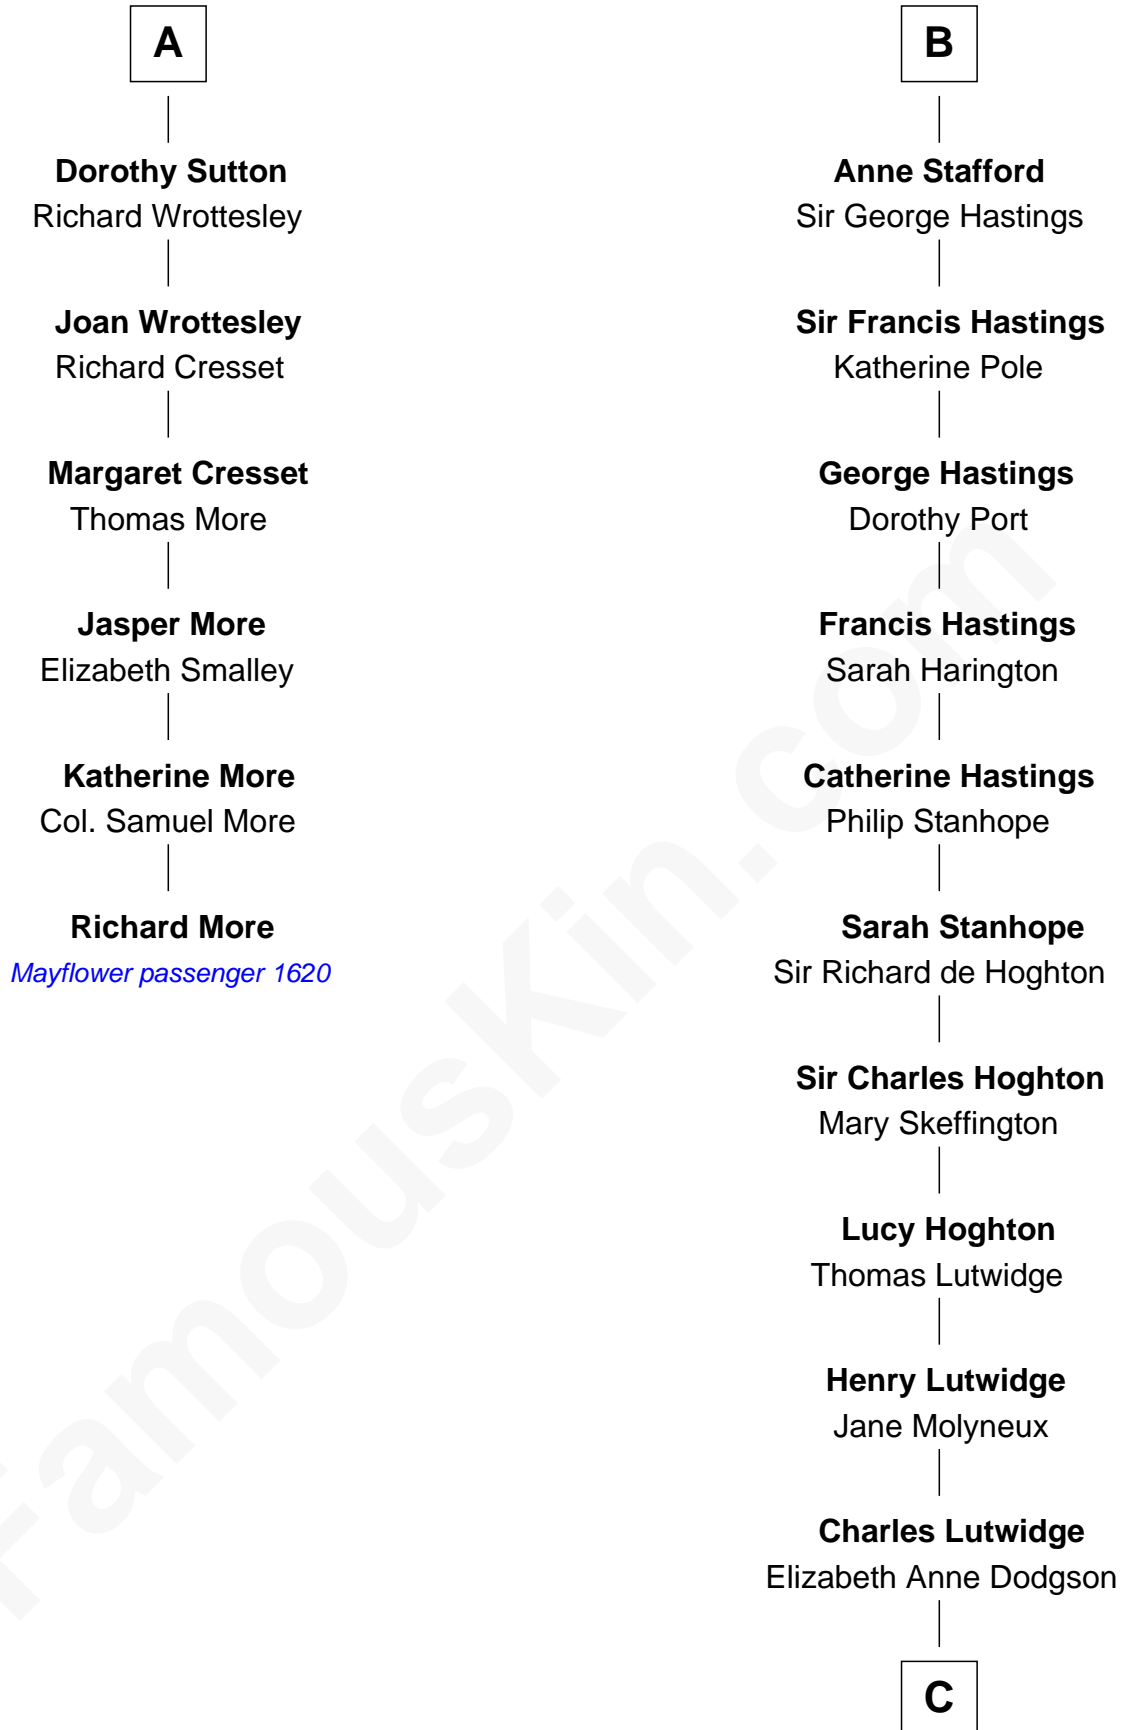 A
Dorothy Sutton
Richard Wrottesley
Joan Wrottesley
Richard Cresset
Margaret Cresset
Thomas More
Jasper More
Elizabeth Smalley
Katherine More
Col. Samuel More
Richard More
Mayflower passenger 1620
B
Anne Stafford
Sir George Hastings
Sir Francis Hastings
Katherine Pole
George Hastings
Dorothy Port
Francis Hastings
Sarah Harington
Catherine Hastings
Philip Stanhope
Sarah Stanhope
Sir Richard de Hoghton
Sir Charles Hoghton
Mary Skeffington
Lucy Hoghton
Thomas Lutwidge
Henry Lutwidge
Jane Molyneux
Charles Lutwidge
Elizabeth Anne Dodgson
C
FamousKin.com